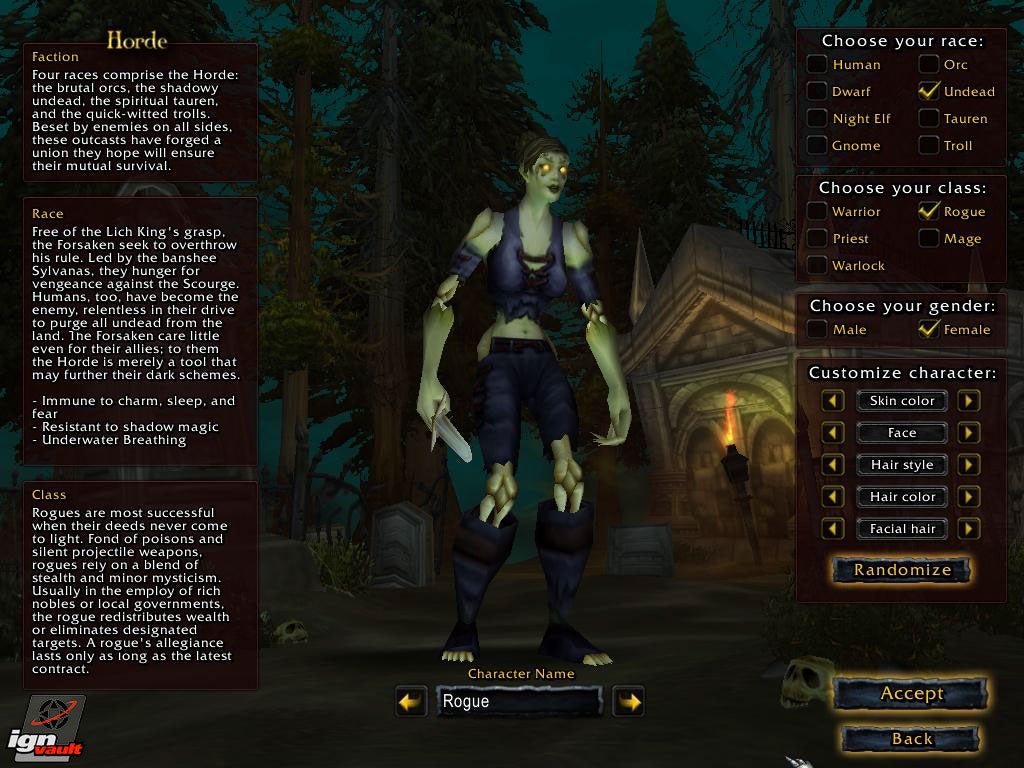 Horde
Faction
Four races comprise the Horde:
the brutal orcs, the shadowy
undead, the spiritual tauren,
and the quick-witted trolls.
Beset by enemies on all sides,
these outcasts have forged a
union they hope will ensure
their mutual survival.
Race
Free of the Lich King's grasp,
the Forsaken seek to overthrow
his rule. Led by the banshee
Sylvanas, they hunger for
vengeance against the Scourge.
Humans, too, have become the
enemy, relentless in their drive
to purge all undead from the
land. The Forsaken care little
even for their allies; to them
the Horde is merely a tool that
may further their dark schemes.
- Immune to charm, sleep, and
fear
- Resistant to shadow magic
- Underwater Breathing
Class
Rogues are most successful
when their deeds never come
to light. Fond of poisons and
silent projectile weapons,
rogues rely on a blend of
stealth and minor mysticism.
Usually in the employ of rich
nobles or local governments,
the rogue redistributes wealth
or eliminates designated
targets. A rogue's allegiance
lasts only as long as the latest
contract.
ign
vault
Character Name
Rogue
Choose your race:
Human Orc
Dwarf Undead
Night Elf Tauren
Gnome Troll
Choose your class:
Warrior Rogue
Priest Mage
Warlock
Choose your gender:
Male Female
Customize character:
Skin color
Face
Hair style
Hair color
Facial hair
Randomize
Accept
Back